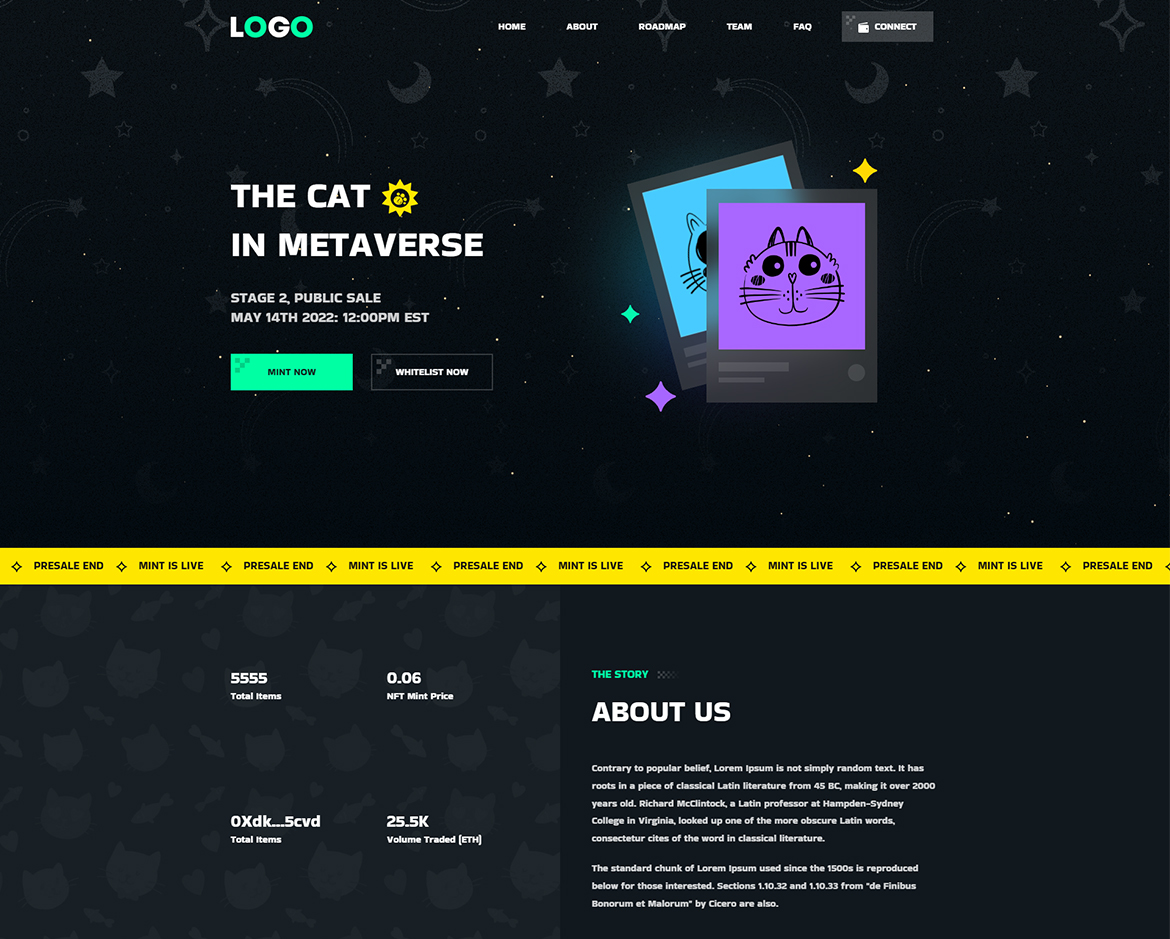 LOGO
HOME ABOUT ROADMAP TEAM FAQ CONNECT
THE CAT
IN METAVERSE
STAGE 2, PUBLIC SALE
MAY 14TH 2022: 12:00PM EST
MINT NOW WHITELIST NOW
PRESALE END MINT IS LIVE PRESALE END MINT IS LIVE PRESALE END MINT IS LIVE PRESALE END MINT IS LIVE PRESALE END MINT IS LIVE PRESALE END
5555 0.06
Total Items NFT Mint Price
0Xdk...5cvd 25.5K
Total Items Volume Traded (ETH)
THE STORY
ABOUT US
Contrary to popular belief, Lorem Ipsum is not simply random text. It has
roots in a piece of classical Latin literature from 45 BC, making it over 2000
years old. Richard McClintock, a Latin professor at Hampden-Sydney
College in Virginia, looked up one of the more obscure Latin words,
consectetur cites of the word in classical literature.
The standard chunk of Lorem Ipsum used since the 1500s is reproduced
below for those interested. Sections 1.10.32 and 1.10.33 from "de Finibus
Bonorum et Malorum" by Cicero are also.